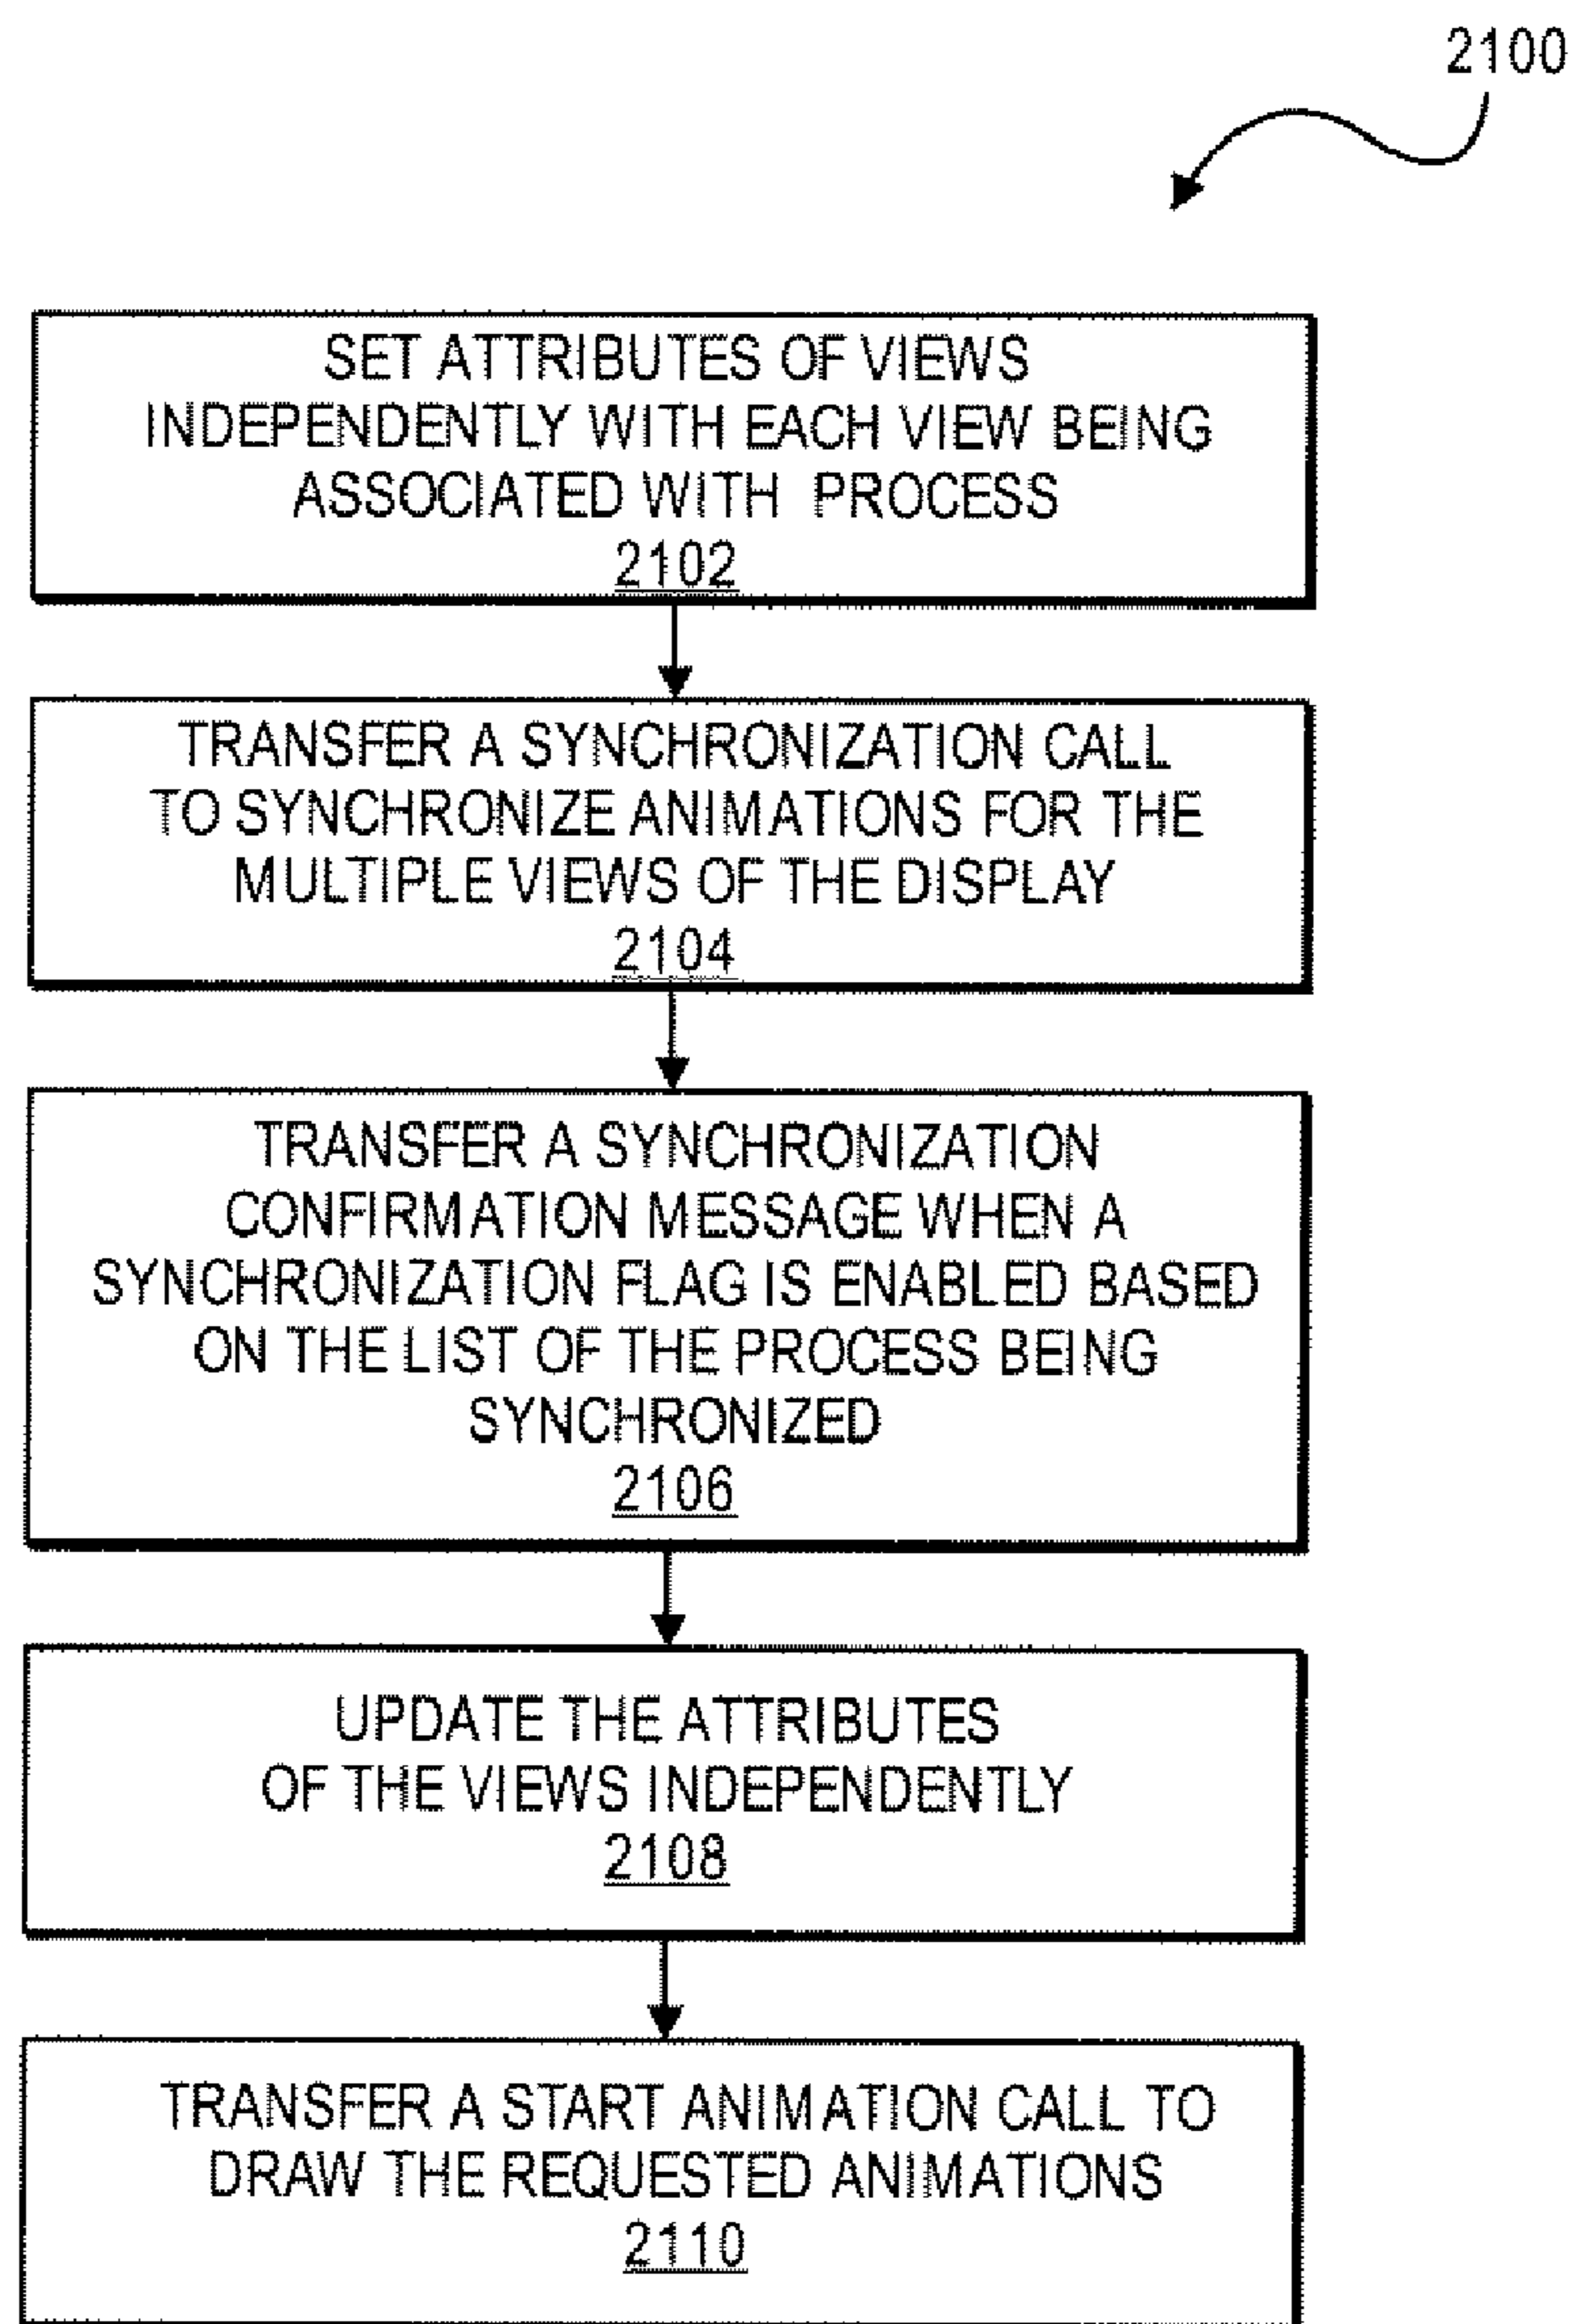 2100
SET ATTRIBUTES OF VIEWS
INDEPENDENTLY WITH EACH VIEW BEING
ASSOCIATED WITH PROCESS
2102
TRANSFER A SYNCHRONIZATION CALL
TO SYNCHRONIZE ANIMATIONS FOR THE
MULTIPLE VIEWS OF THE DISPLAY
2104
TRANSFER A SYNCHRONIZATION
CONFIRMATION MESSAGE WHEN A
SYNCHRONIZATION FLAG IS ENABLED BASED
ON THE LIST OF THE PROCESS BEING
SYNCHRONIZED
2106
UPDATE THE ATTRIBUTES
OF THE VIEWS INDEPENDENTLY
2108
TRANSFER A START ANIMATION CALL TO
DRAW THE REQUESTED ANIMATIONS
2110